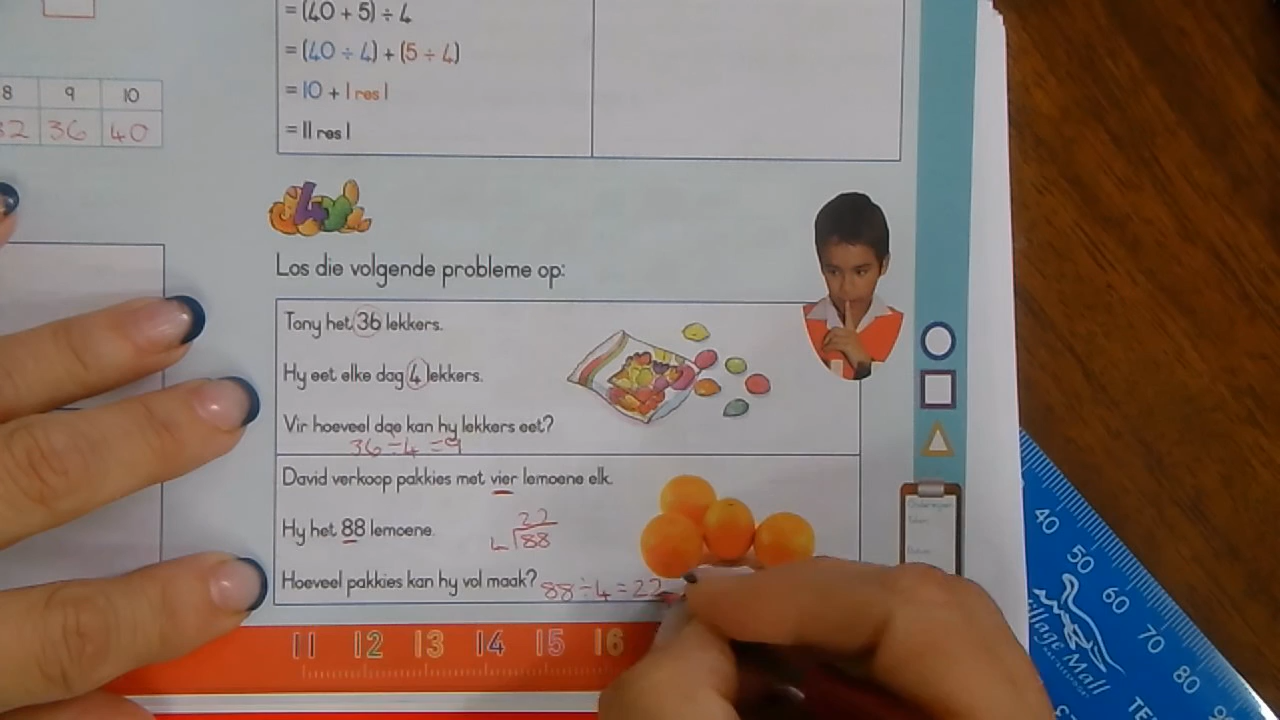 = (40 + 5) ÷ 4
= (40 ÷ 4) + (5 ÷ 4)
= 10 + 1 res 1
= 11 res 1
8 9 10
32 36 40
Los die volgende probleme op:
Tony het 36 lekkers.
Hy eet elke dag 4 lekkers.
Vir hoeveel dae kan hy lekkers eet?
36 ÷ 4 = 9
David verkoop pakkies met vier lemoene elk.
Hy het 88 lemoene.
22
4 88
Hoeveel pakkies kan hy vol maak? 88 ÷ 4 = 22
11 12 13 14 15 16
40 50 60 70 80
Village Mall